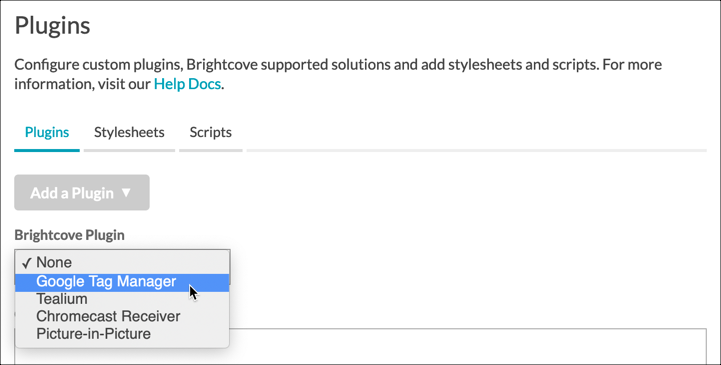 Plugins
Configure custom plugins, Brightcove supported solutions and add stylesheets and scripts. For more
information, visit our Help Docs.
Plugins Stylesheets Scripts
Add a Plugin ▼
Brightcove Plugin
✓ None
Google Tag Manager
Tealium
Chromecast Receiver
Picture-in-Picture